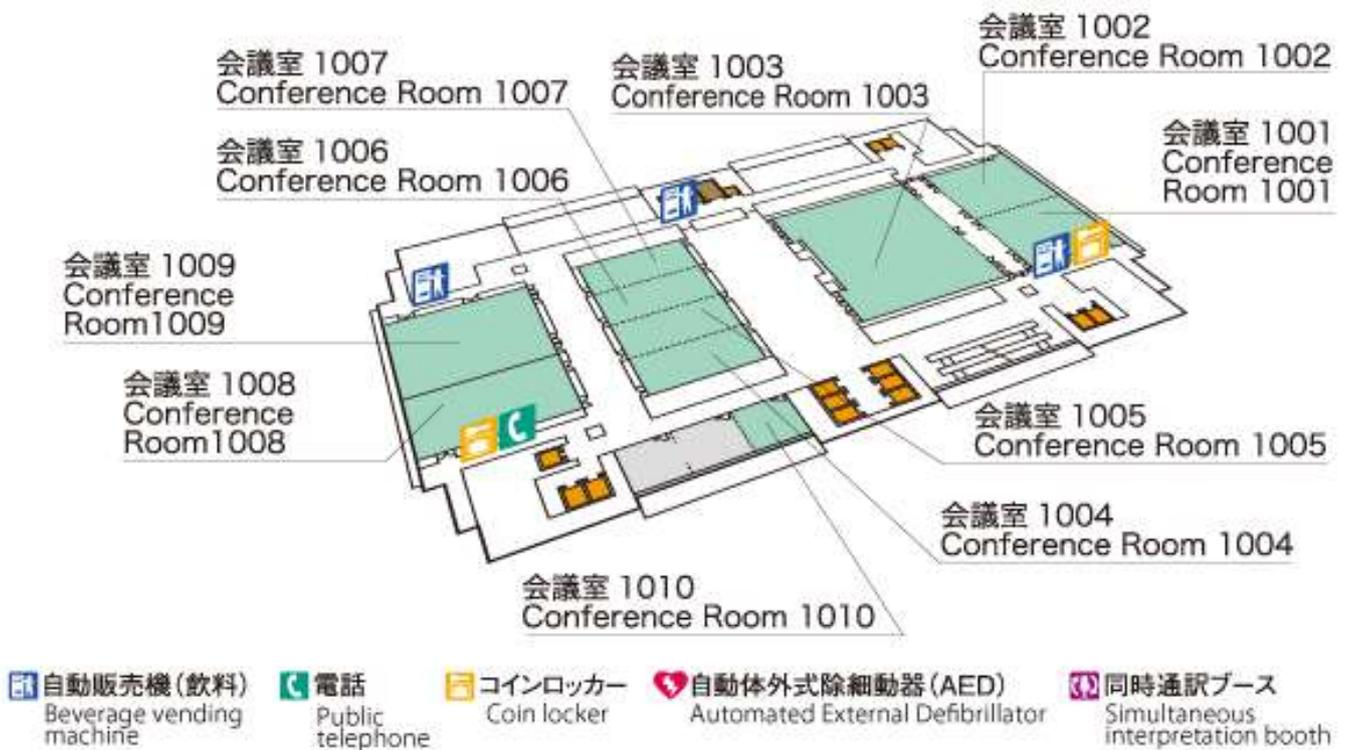 会議室 1002
Conference Room 1002
会議室 1007
Conference Room 1007
会議室 1003
Conference Room 1003
会議室 1001
Conference
Room 1001
会議室 1006
Conference Room 1006
会議室 1009
Conference
Room1009
会議室 1008
Conference
Room1008
会議室 1005
Conference Room 1005
会議室 1004
Conference Room 1004
会議室 1010
Conference Room 1010
自動販売機(飲料)
Beverage vending
machine
電話
Public
telephone
コインロッカー
Coin locker
自動体外式除細動器(AED)
Automated External Defibrillator
同時通訳ブース
Simultaneous
interpretation booth